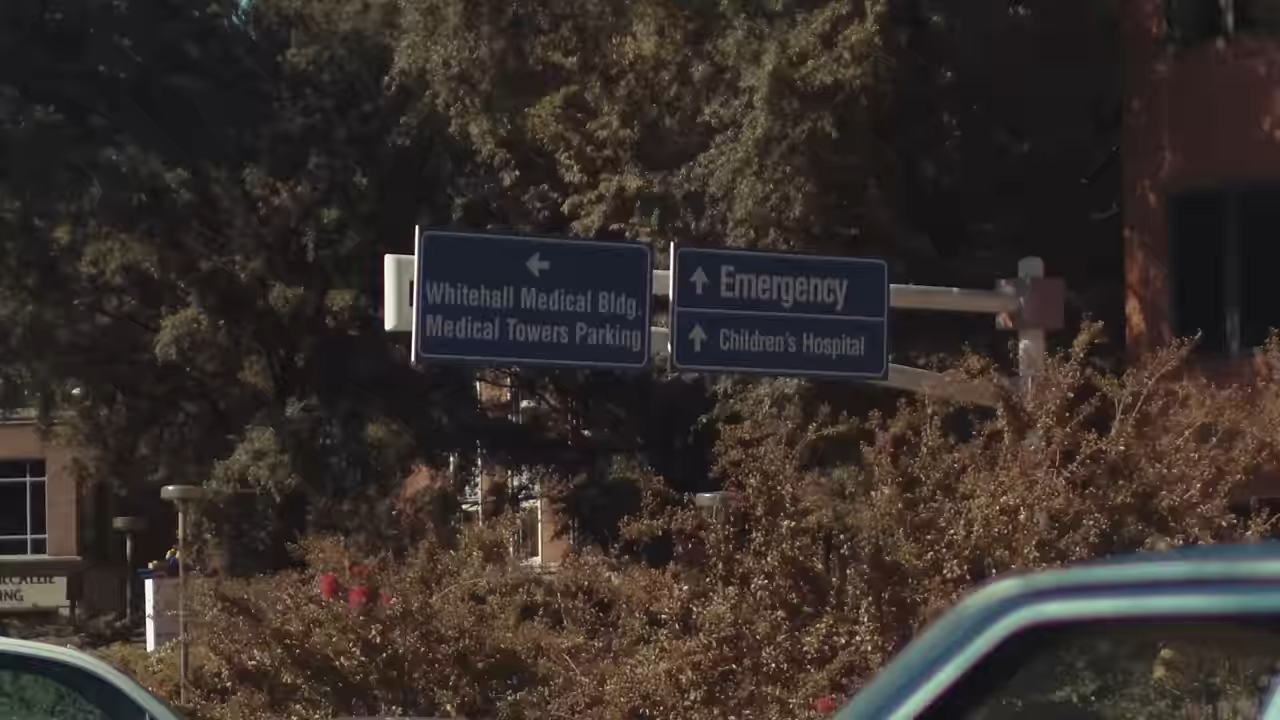 Whitehall Medical Bldg.
Medical Towers Parking
Emergency
Children's Hospital